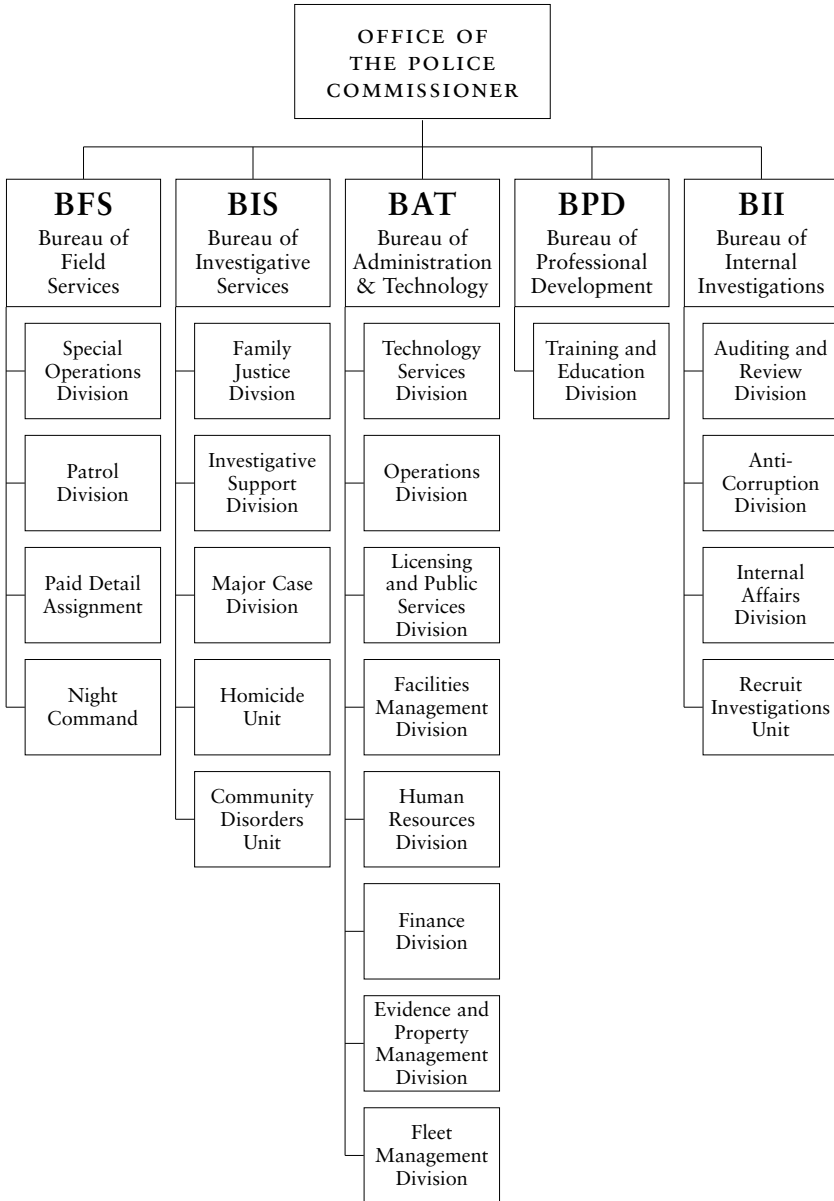 OFFICE OF
THE POLICE
COMMISSIONER
BFS
Bureau of
Field
Services
Special
Operations
Division
Patrol
Division
Paid Detail
Assignment
Night
Command
BIS
Bureau of
Investigative
Services
Family
Justice
Divsion
Investigative
Support
Division
Major Case
Division
Homicide
Unit
Community
Disorders
Unit
BAT
Bureau of
Administration
& Technology
Technology
Services
Division
Operations
Division
Licensing
and Public
Services
Division
Facilities
Management
Division
Human
Resources
Division
Finance
Division
Evidence and
Property
Management
Division
Fleet
Management
Division
BPD
Bureau of
Professional
Development
Training and
Education
Division
BII
Bureau of
Internal
Investigations
Auditing and
Review
Division
Anti-
Corruption
Division
Internal
Affairs
Division
Recruit
Investigations
Unit